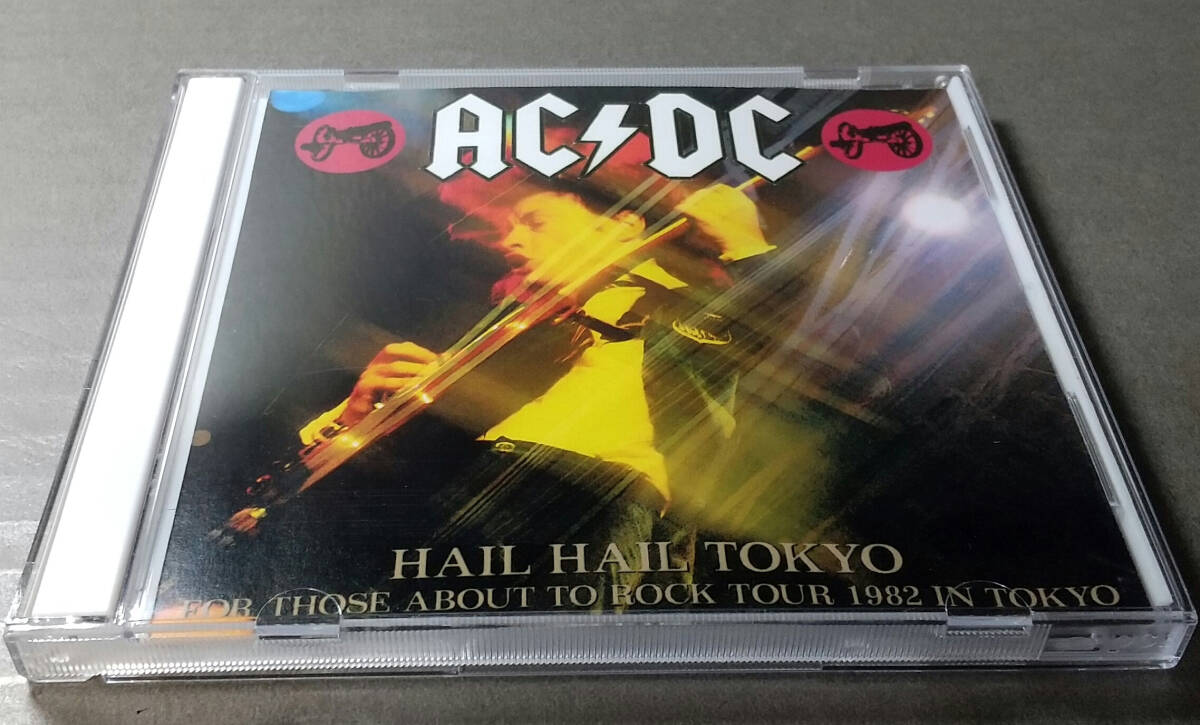 AC⚡DC
HAIL HAIL TOKYO
FOR THOSE ABOUT TO ROCK TOUR 1982 IN TOKYO